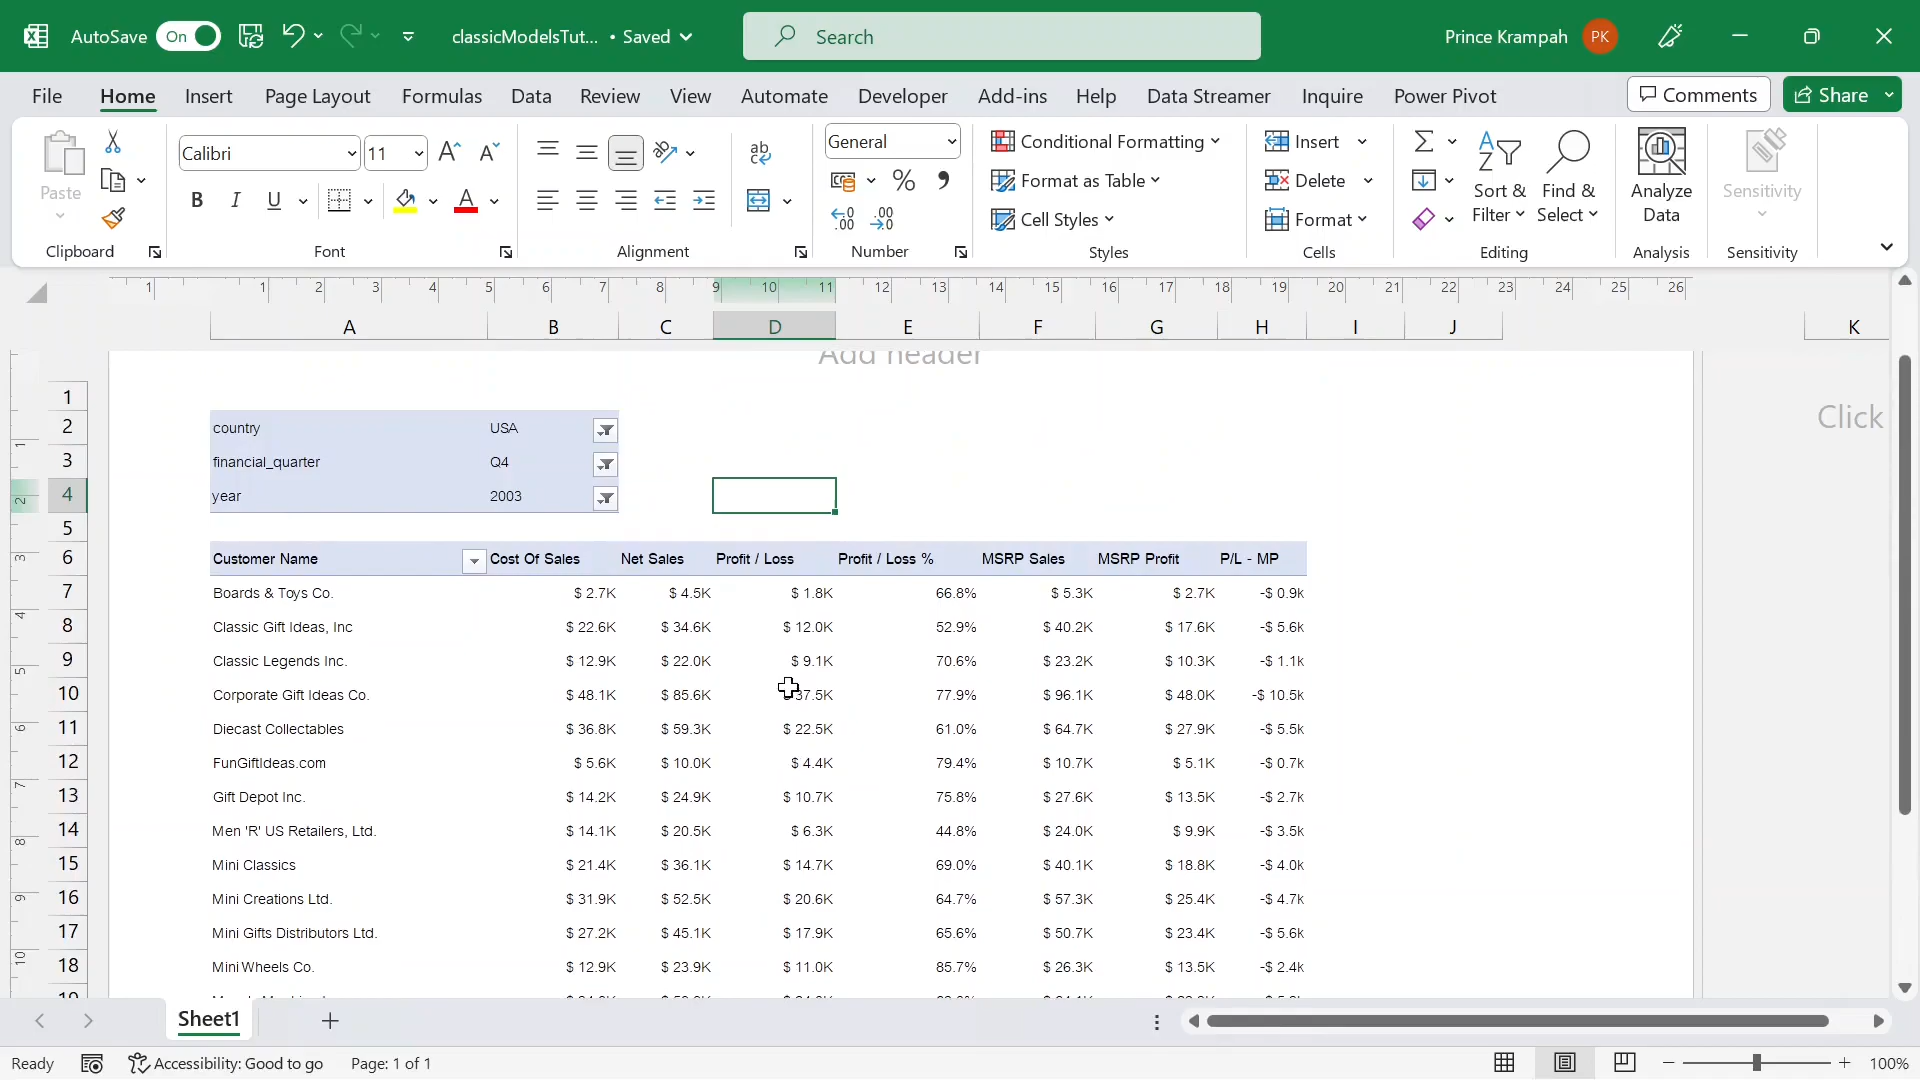 AutoSave On classicModelsTut... • Saved Search Prince Krampah PK
File Home Insert Page Layout Formulas Data Review View Automate Developer Add-ins Help Data Streamer Inquire Power Pivot Comments Share
Calibri 11 General Conditional Formatting Insert
Paste Format as Table Delete Sort & Filter Find & Select Analyze Data Sensitivity
B I U Cell Styles Format
Clipboard Font Alignment Number Styles Cells Editing Analysis Sensitivity
1 1 2 3 4 5 6 7 8 9 10 11 12 13 14 15 16 17 18 19 20 21 22 23 24 25 26
A B C D E F G H I J K
Add header
1
2 country USA Click
3 financial_quarter Q4
4 year 2003
5
6 Customer Name Cost Of Sales Net Sales Profit / Loss Profit / Loss % MSRP Sales MSRP Profit P/L - MP
7 Boards & Toys Co. $ 2.7K $ 4.5K $ 1.8K 66.8% $ 5.3K $ 2.7K -$ 0.9k
8 Classic Gift Ideas, Inc $ 22.6K $ 34.6K $ 12.0K 52.9% $ 40.2K $ 17.6K -$ 5.6k
9 Classic Legends Inc. $ 12.9K $ 22.0K $ 9.1K 70.6% $ 23.2K $ 10.3K -$ 1.1k
10 Corporate Gift Ideas Co. $ 48.1K $ 85.6K $ 37.5K 77.9% $ 96.1K $ 48.0K -$ 10.5k
11 Diecast Collectables $ 36.8K $ 59.3K $ 22.5K 61.0% $ 64.7K $ 27.9K -$ 5.5k
12 FunGiftIdeas.com $ 5.6K $ 10.0K $ 4.4K 79.4% $ 10.7K $ 5.1K -$ 0.7k
13 Gift Depot Inc. $ 14.2K $ 24.9K $ 10.7K 75.8% $ 27.6K $ 13.5K -$ 2.7k
14 Men 'R' US Retailers, Ltd. $ 14.1K $ 20.5K $ 6.3K 44.8% $ 24.0K $ 9.9K -$ 3.5k
15 Mini Classics $ 21.4K $ 36.1K $ 14.7K 69.0% $ 40.1K $ 18.8K -$ 4.0k
16 Mini Creations Ltd. $ 31.9K $ 52.5K $ 20.6K 64.7% $ 57.3K $ 25.4K -$ 4.7k
17 Mini Gifts Distributors Ltd. $ 27.2K $ 45.1K $ 17.9K 65.6% $ 50.7K $ 23.4K -$ 5.6k
18 Mini Wheels Co. $ 12.9K $ 23.9K $ 11.0K 85.7% $ 26.3K $ 13.5K -$ 2.4k
Sheet1
Ready Accessibility: Good to go Page: 1 of 1 100%